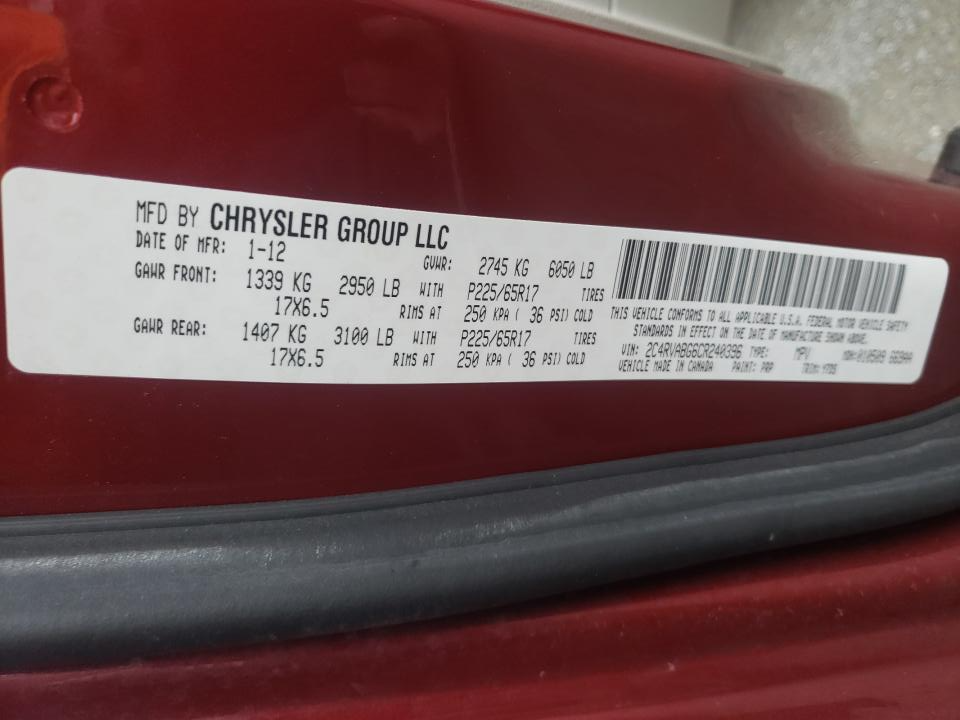 MFD BY CHRYSLER GROUP LLC
DATE OF MFR: 1-12 GVWR: 2745 KG 6050 LB
GAWR FRONT: 1339 KG 2950 LB WITH P225/65R17 TIRES
17X6.5 RIMS AT 250 KPA ( 36 PSI) COLD
GAWR REAR: 1407 KG 3100 LB WITH P225/65R17 TIRES
17X6.5 RIMS AT 250 KPA ( 36 PSI) COLD
THIS VEHICLE CONFORMS TO ALL APPLICABLE U.S.A. FEDERAL MOTOR VEHICLE SAFETY
STANDARDS IN EFFECT ON THE DATE OF MANUFACTURE SHOWN ABOVE.
VIN: 2C4RVABG6CR240396 TYPE: MPV MDH: 010509
VEHICLE MADE IN CANADA PAINT: PRP TRIM: